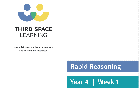 THIRD SPACE
LEARNING
Rapid Reasoning
Year 4 | Week 1